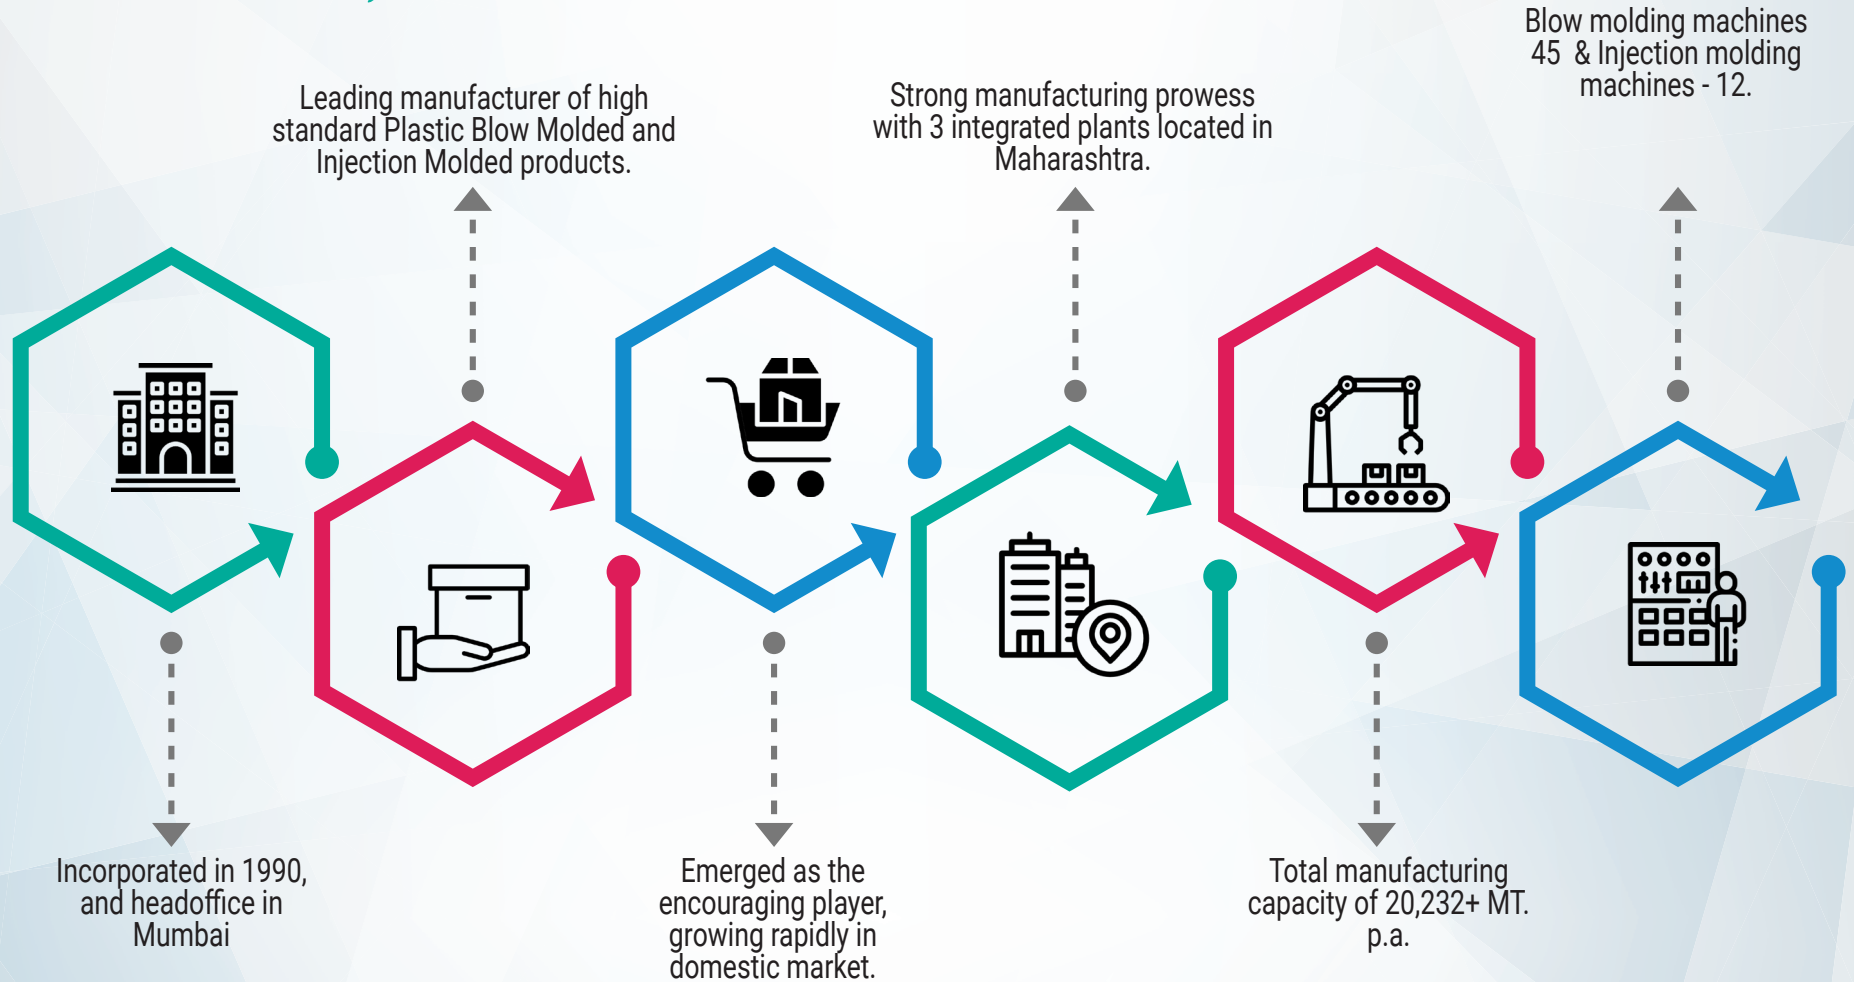 Blow molding machines
45 & Injection molding
machines - 12.
Leading manufacturer of high
standard Plastic Blow Molded and
Injection Molded products.
Strong manufacturing prowess
with 3 integrated plants located in
Maharashtra.
Incorporated in 1990,
and headoffice in
Mumbai
Emerged as the
encouraging player,
growing rapidly in
domestic market.
Total manufacturing
capacity of 20,232+ MT.
p.a.